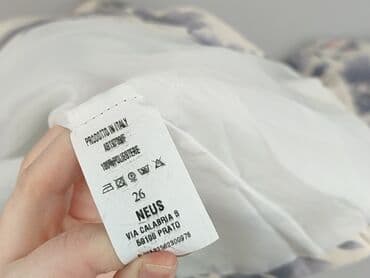 PRODOTTO IN ITALY
100%POLIESTERE
26
NEUS
VIA CALABRIA 9
59100 PRATO